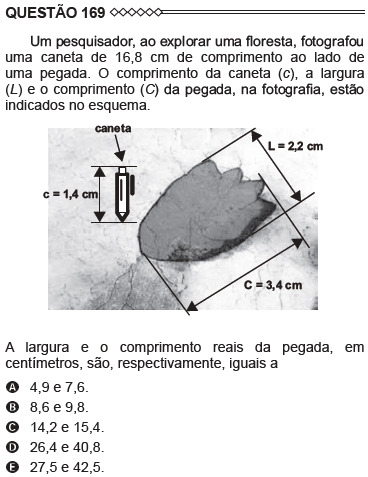 QUESTÃO 169
Um pesquisador, ao explorar uma floresta, fotografou
uma caneta de 16,8 cm de comprimento ao lado de
uma pegada. O comprimento da caneta (c), a largura
(L) e o comprimento (C) da pegada, na fotografia, estão
indicados no esquema.
caneta
L = 2,2 cm
c = 1,4 cm
C = 3,4 cm
A largura e o comprimento reais da pegada, em
centímetros, são, respectivamente, iguais a
A 4,9 e 7,6.
B 8,6 e 9,8.
C 14,2 e 15,4.
D 26,4 e 40,8.
E 27,5 e 42,5.